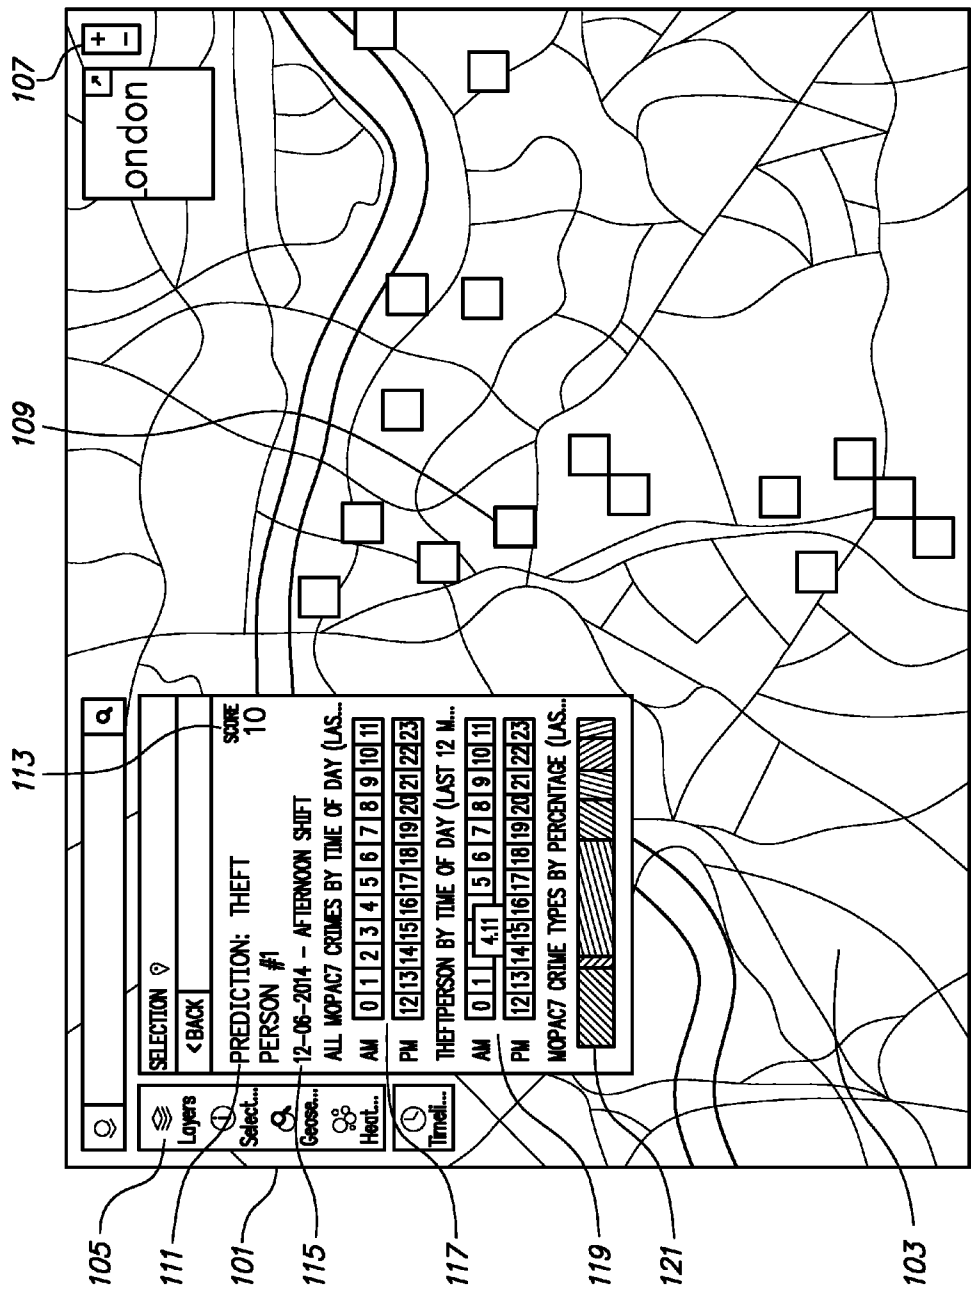 107
+
−
London
109
113
SELECTION
< BACK
PREDICTION: THEFT
PERSON #1
SCORE
10
12-06-2014 – AFTERNOON SHIFT
ALL MOPAC7 CRIMES BY TIME OF DAY (LAS...
AM 0 1 2 3 4 5 6 7 8 9 10 11
PM 12 13 14 15 16 17 18 19 20 21 22 23
THEFTPERSON BY TIME OF DAY (LAST 12 M...
AM 0 1 4.11 5 6 7 8 9 10 11
PM 12 13 14 15 16 17 18 19 20 21 22 23
MOPAC7 CRIME TYPES BY PERCENTAGE (LAS...
Layers
Select...
Geose...
Heat...
Timeli...
105
111
101
115
117
119
121
103